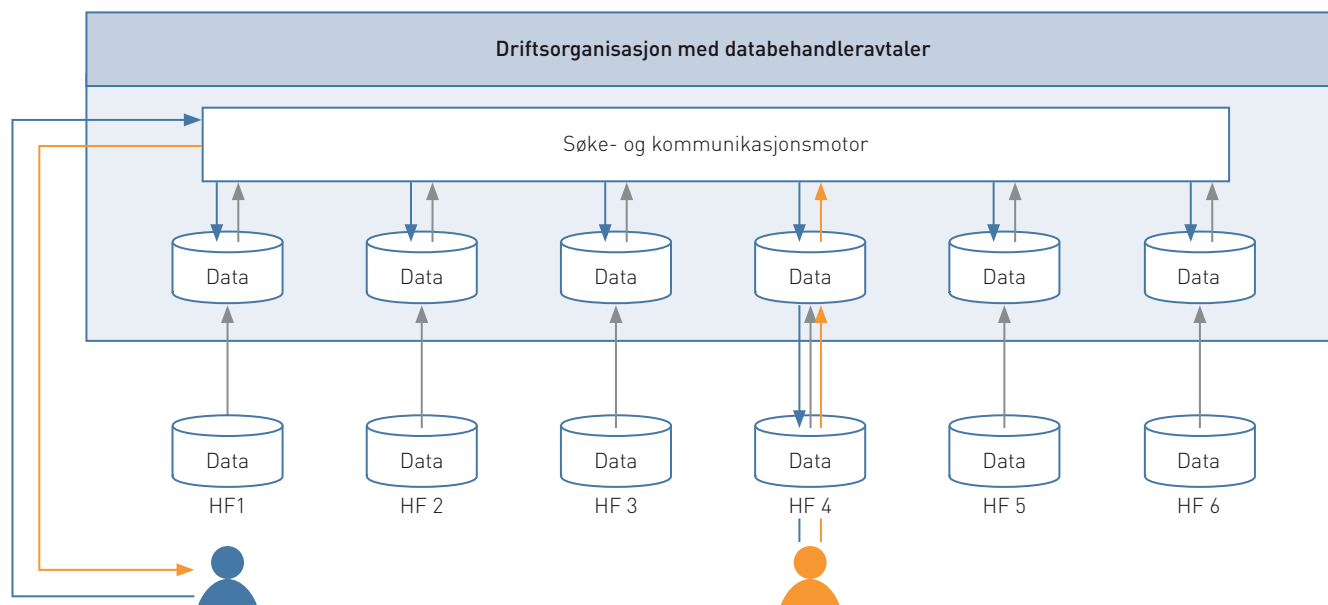 Driftsorganisasjon med databehandleravtaler
Søke- og kommunikasjonsmotor
Data Data Data Data Data Data
Data Data Data Data Data Data
HF1 HF 2 HF 3 HF 4 HF 5 HF 6